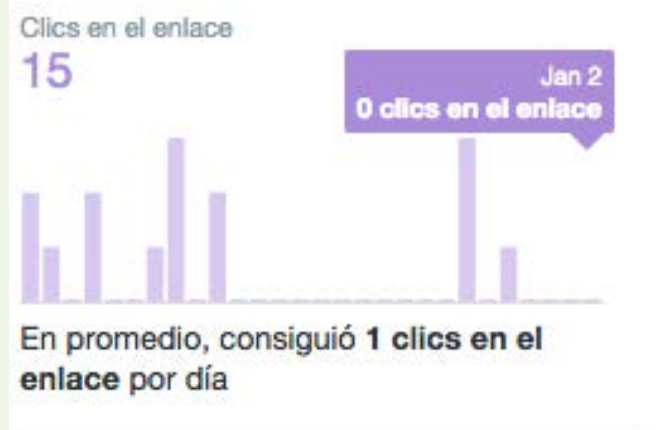 Clics en el enlace
15
Jan 2
0 clics en el enlace
En promedio, consiguió 1 clics en el
enlace por día